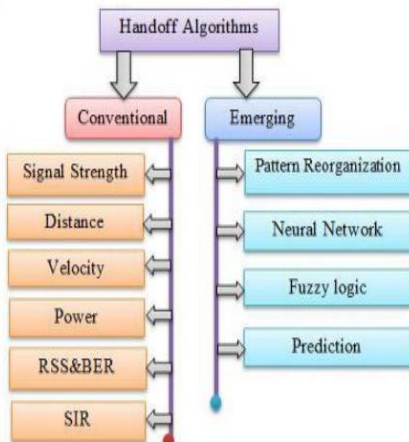 Handoff Algorithms
Conventional
Emerging
Signal Strength
Distance
Velocity
Power
RSS&BER
SIR
Pattern Reorganization
Neural Network
Fuzzy logic
Prediction